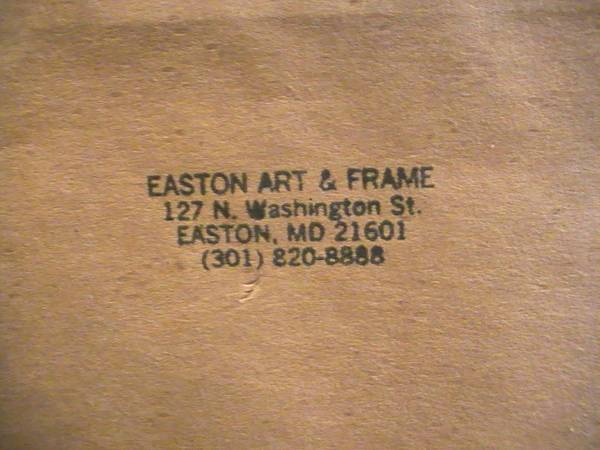 EASTON ART & FRAME
127 N. Washington St.
EASTON, MD 21601
(301) 820-8888